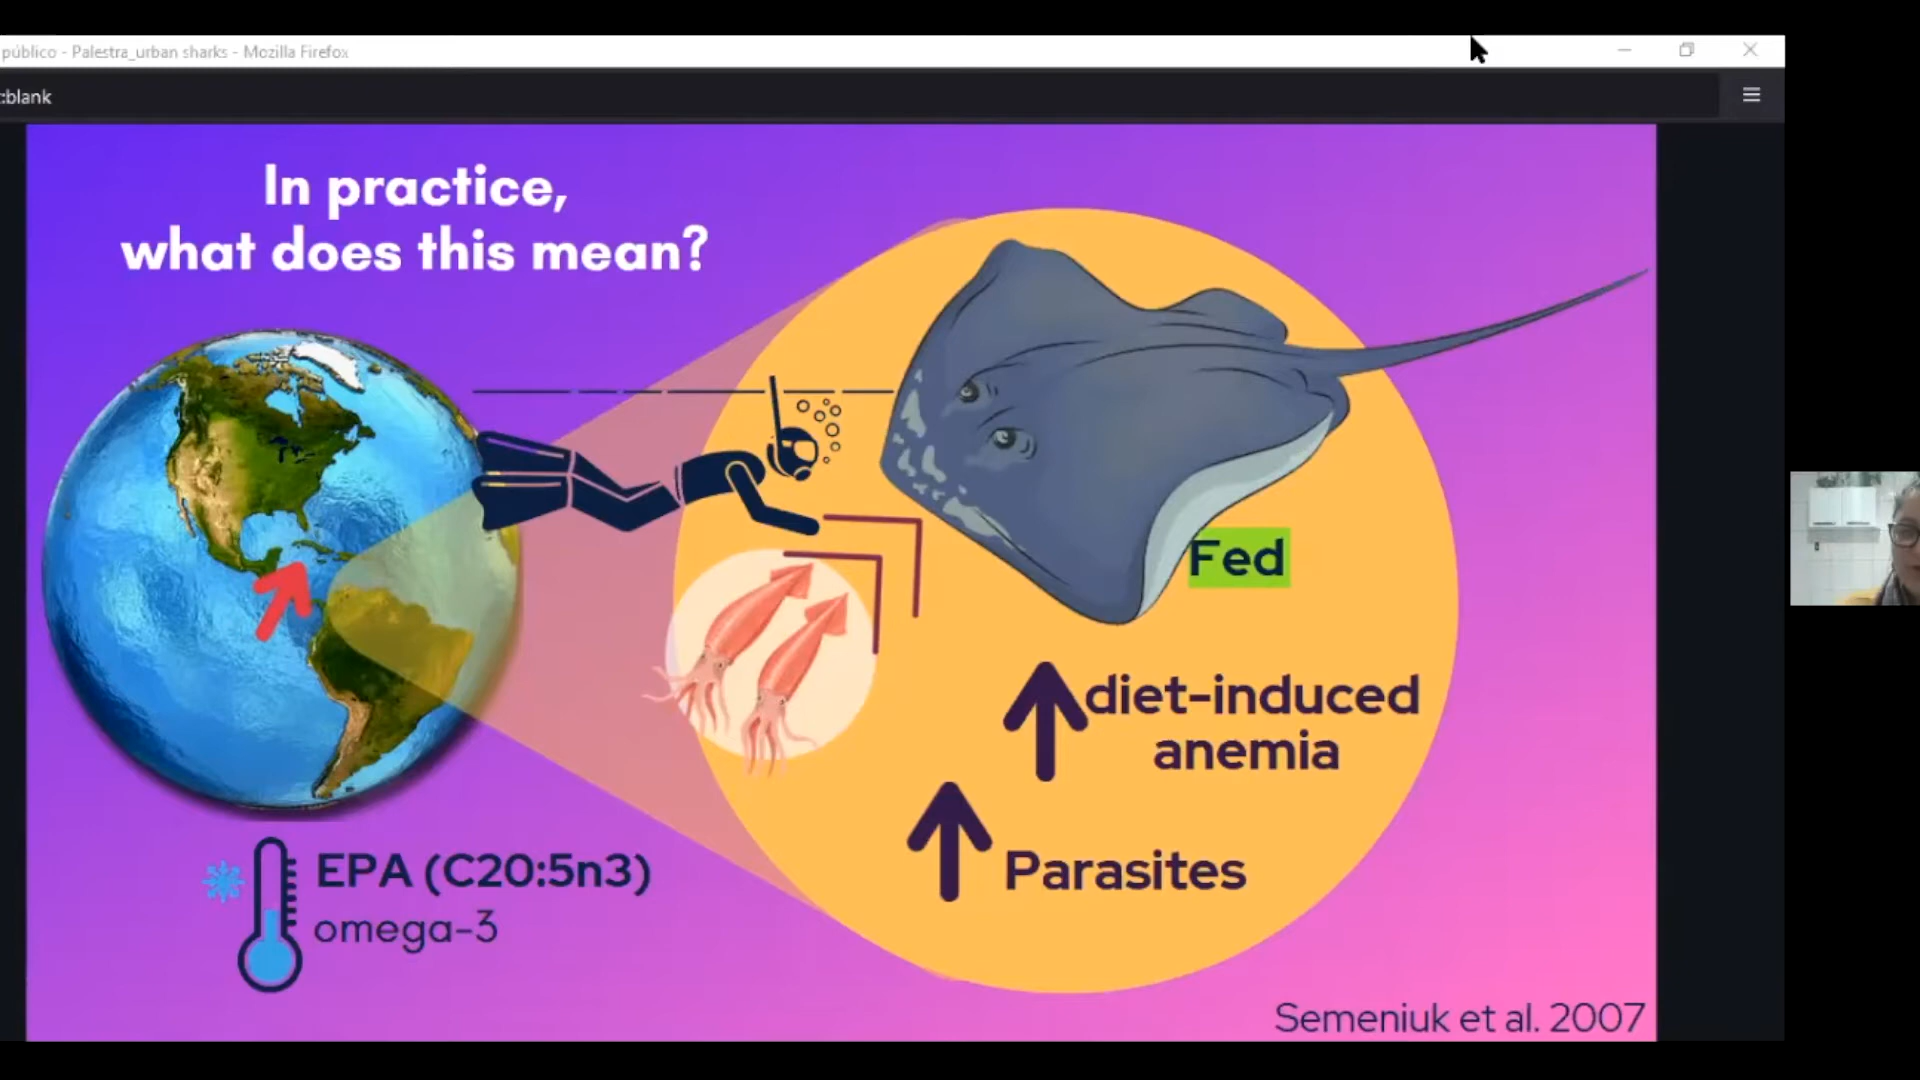 público - Palestra_urban sharks - Mozilla Firefox
:blank
In practice,
what does this mean?
Fed
diet-induced
anemia
Parasites
EPA (C20:5n3)
omega-3
Semeniuk et al. 2007